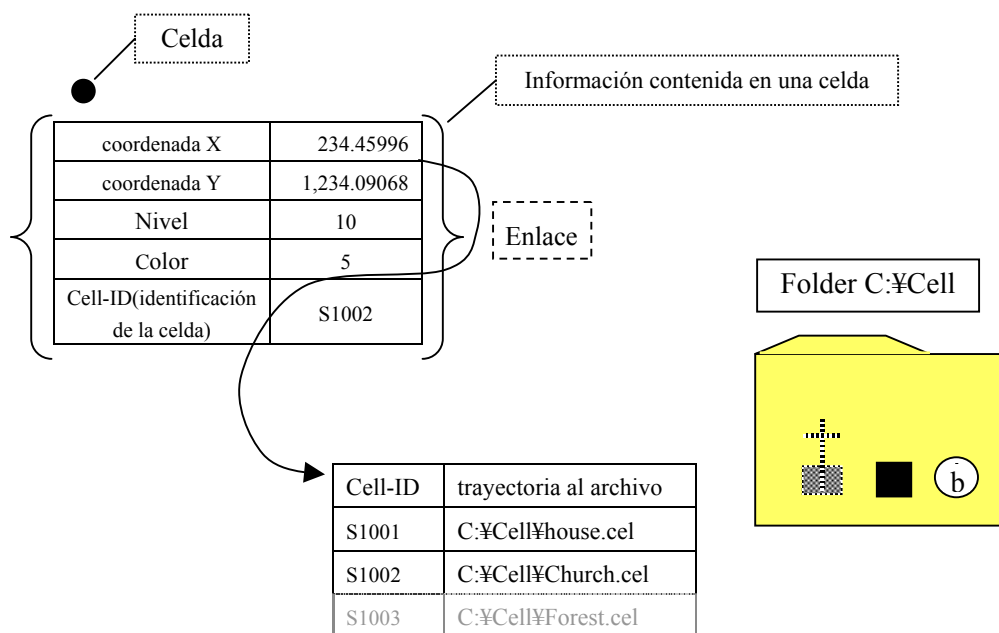 Celda
Información contenida en una celda
coordenada X 234.45996
coordenada Y 1,234.09068
Nivel 10
Color 5
Cell-ID(identificación
de la celda) S1002
Enlace
Folder C:¥Cell
b
Cell-ID trayectoria al archivo
S1001 C:¥Cell¥house.cel
S1002 C:¥Cell¥Church.cel
S1003 C:¥Cell¥Forest.cel